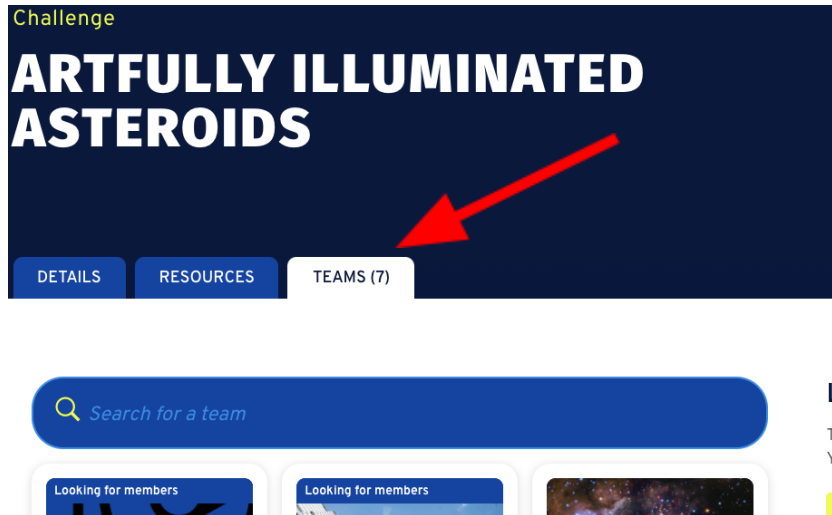 Challenge
ARTFULLY ILLUMINATED
ASTEROIDS
DETAILS
RESOURCES
TEAMS (7)
Search for a team
Looking for members
Looking for members